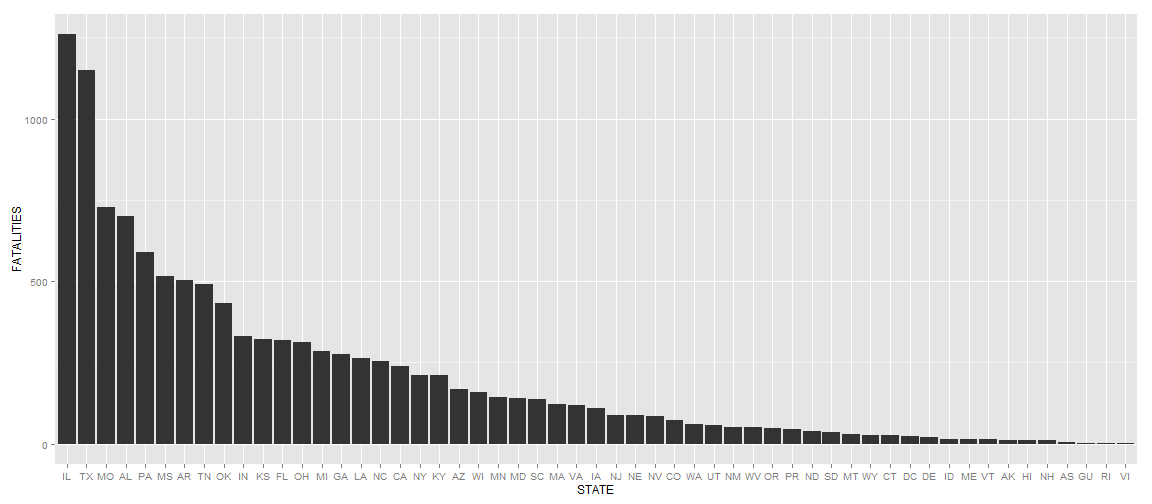 FATALITIES
1000
500
0
IL TX MO AL PA MS AR TN OK IN KS FL OH MI GA LA NC CA NY KY AZ WI MN MD SC MA VA IA NJ NE NV CO WA UT NM WV OR PR ND SD MT WY CT DC DE ID ME VT AK HI NH AS GU RI VI
STATE